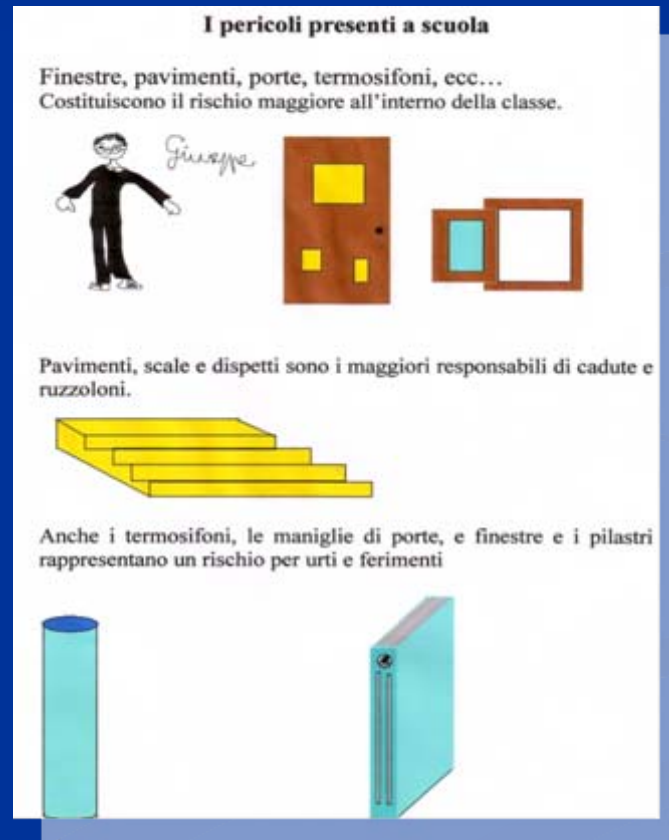 I pericoli presenti a scuola
Finestre, pavimenti, porte, termosifoni, ecc…
Costituiscono il rischio maggiore all'interno della classe.
Giuseppe
Pavimenti, scale e dispetti sono i maggiori responsabili di cadute e
ruzzoloni.
Anche i termosifoni, le maniglie di porte, e finestre e i pilastri
rappresentano un rischio per urti e ferimenti